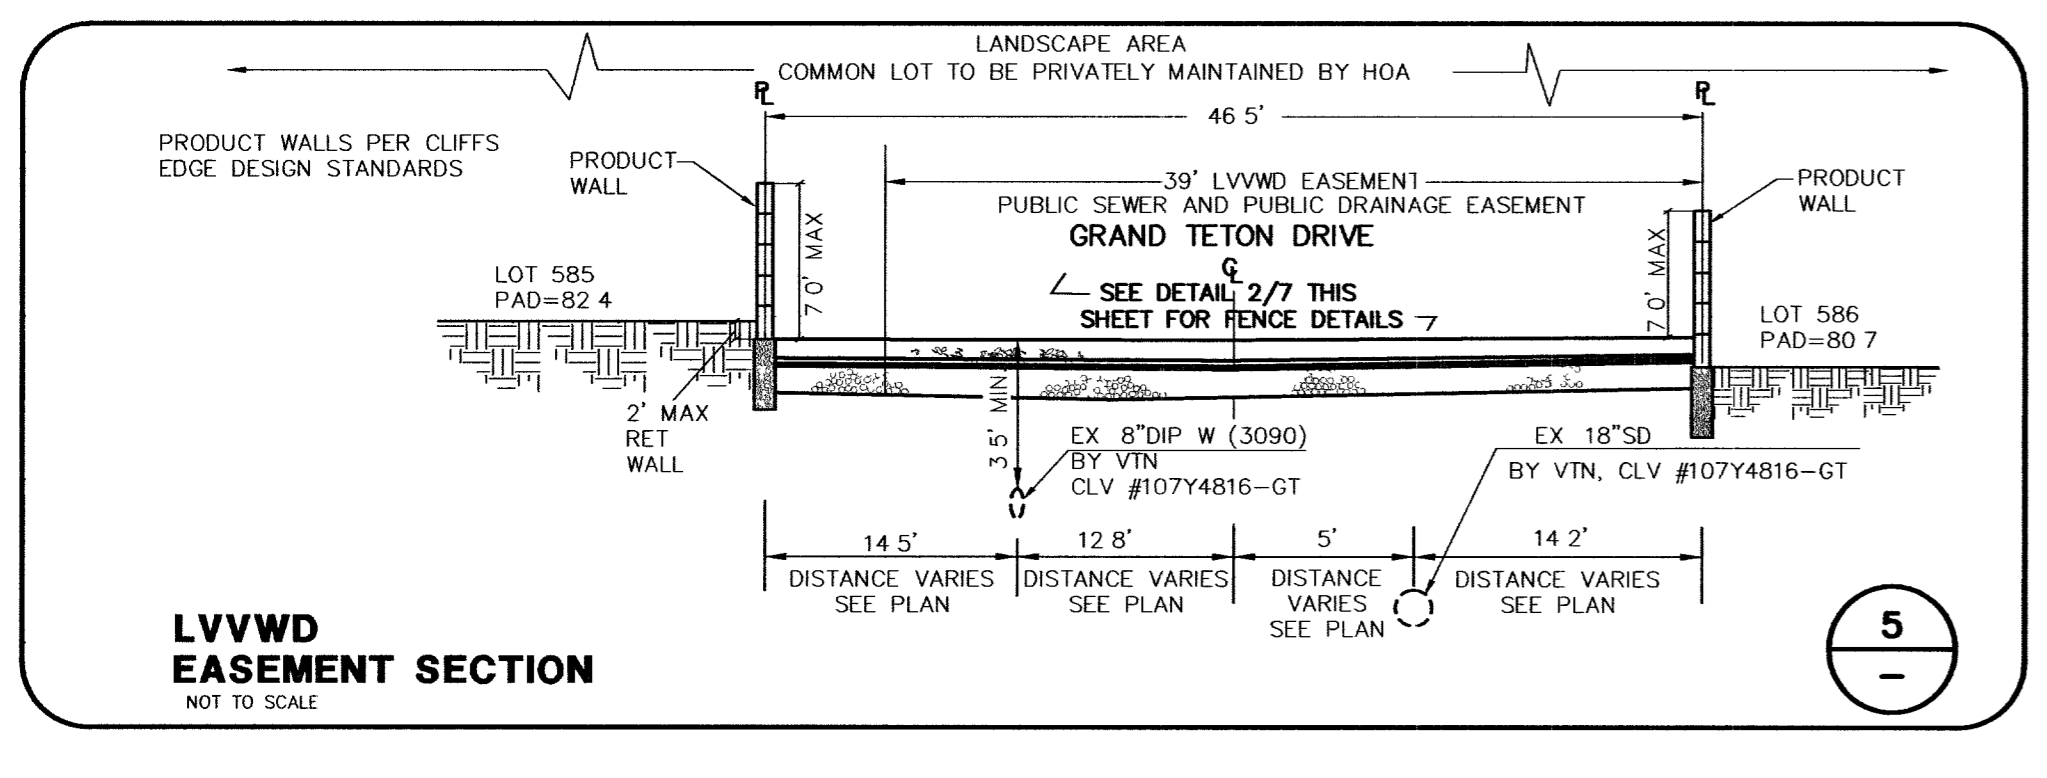 LANDSCAPE AREA
COMMON LOT TO BE PRIVATELY MAINTAINED BY HOA
PL
PL
46 5'
PRODUCT WALLS PER CLIFFS
EDGE DESIGN STANDARDS
PRODUCT
WALL
39' LVVWD EASEMENT
PUBLIC SEWER AND PUBLIC DRAINAGE EASEMENT
GRAND TETON DRIVE
CL
PRODUCT
WALL
7 0' MAX
7 0' MAX
LOT 585
PAD=82 4
SEE DETAIL 2/7 THIS
SHEET FOR FENCE DETAILS
LOT 586
PAD=80 7
2' MAX
RET
WALL
3 5' MIN
EX 8"DIP W (3090)
BY VTN
CLV #107Y4816-GT
EX 18"SD
BY VTN, CLV #107Y4816-GT
14 5'
12 8'
5'
14 2'
DISTANCE VARIES
SEE PLAN
DISTANCE VARIES
SEE PLAN
DISTANCE
VARIES
SEE PLAN
DISTANCE VARIES
SEE PLAN
LVVWD
EASEMENT SECTION
NOT TO SCALE
5
–